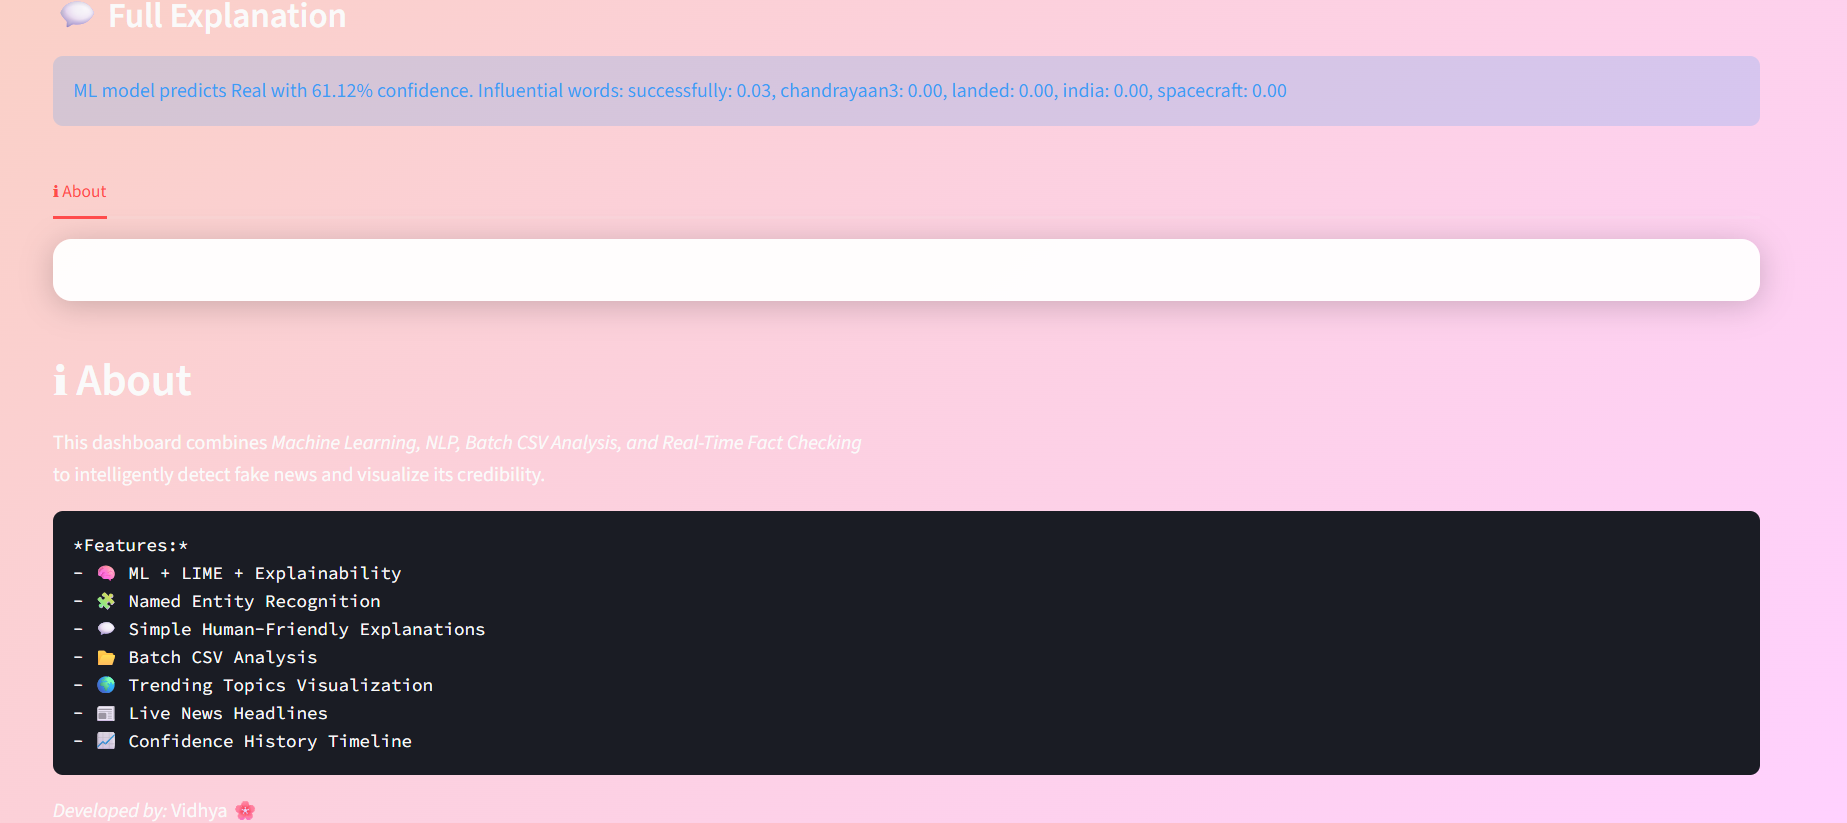 💬 Full Explanation
ML model predicts Real with 61.12% confidence. Influential words: successfully: 0.03, chandrayaan3: 0.00, landed: 0.00, india: 0.00, spacecraft: 0.00
ℹ About
ℹ About
This dashboard combines Machine Learning, NLP, Batch CSV Analysis, and Real-Time Fact Checking
to intelligently detect fake news and visualize its credibility.
*Features:*
- 🧠 ML + LIME + Explainability
- 🧩 Named Entity Recognition
- 💬 Simple Human-Friendly Explanations
- 📂 Batch CSV Analysis
- 🌍 Trending Topics Visualization
- 📰 Live News Headlines
- 📈 Confidence History Timeline
Developed by: Vidhya 🌸